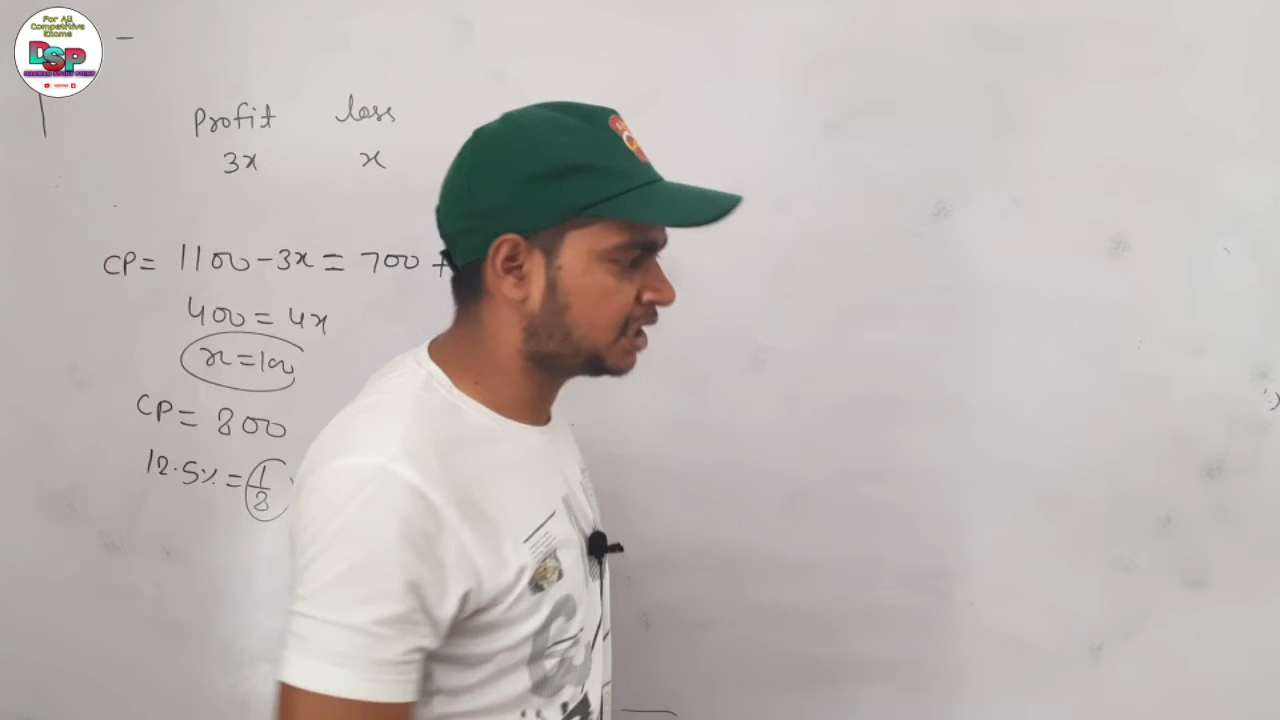 For All
Competitive
Exams
DSP
Profit loss
3x x
CP= 1100-3x = 700 +
400 = 4x
x=100
CP= 800
12.5% = 1/8